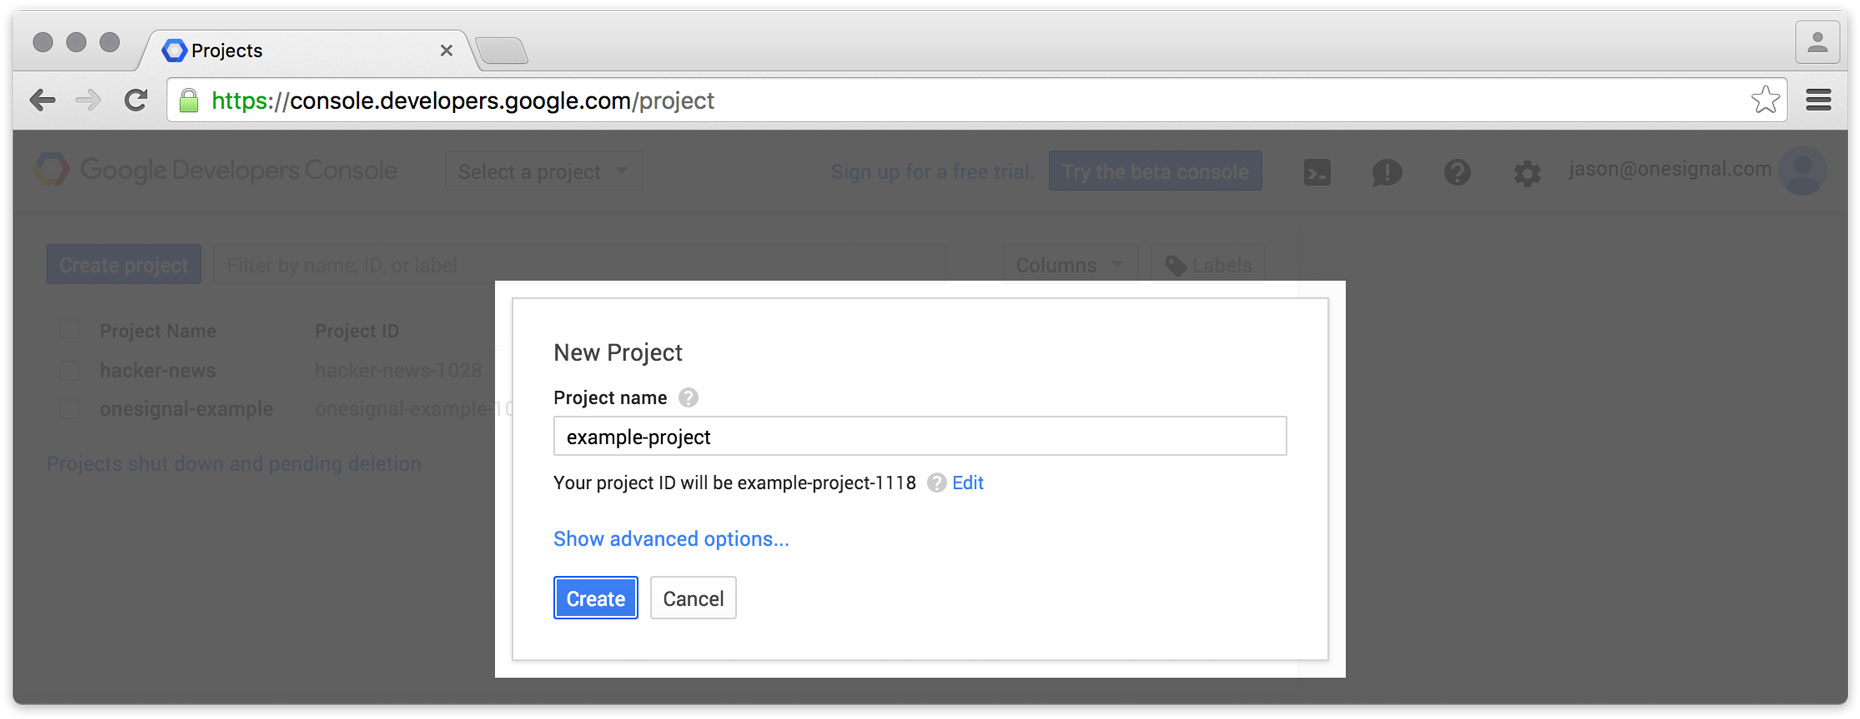 Projects
https://console.developers.google.com/project
Google Developers Console
Select a project
Sign up for a free trial.
Try the beta console
jason@onesignal.com
Create project
Filter by name, ID, or label
Columns
Labels
Project Name Project ID
hacker-news hacker-news-1028
onesignal-example onesignal-example-10
Projects shut down and pending deletion
New Project
Project name
example-project
Your project ID will be example-project-1118 Edit
Show advanced options...
Create Cancel